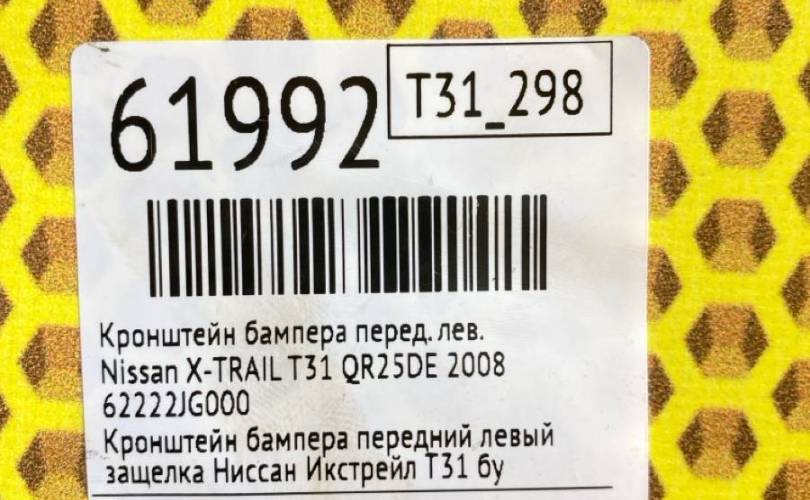 61992
T31_298
Кронштейн бампера перед. лев.
Nissan X-TRAIL T31 QR25DE 2008
62222JG000
Кронштейн бампера передний левый
защелка Ниссан Икстрейл Т31 бу